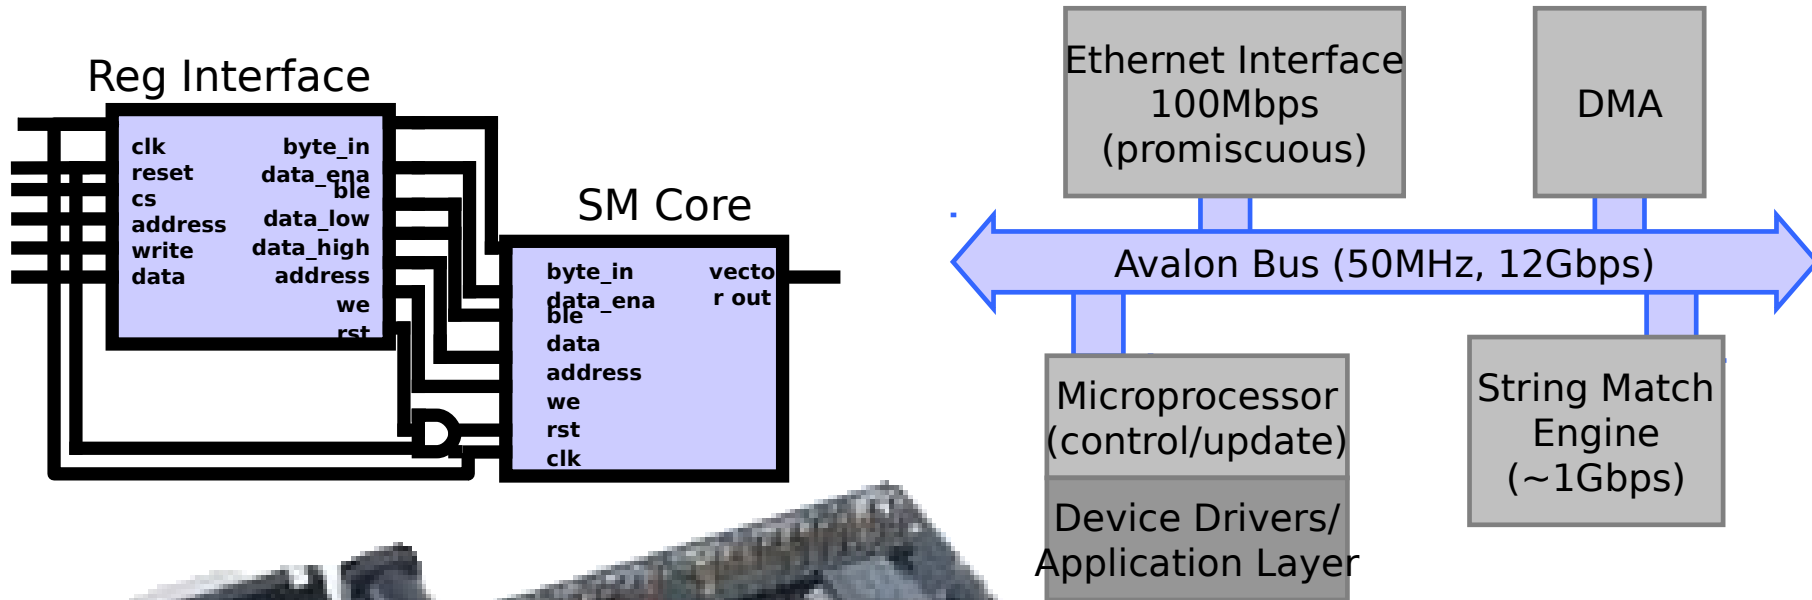 Reg Interface
clk
reset
cs
address
write
data
byte_in
data_ena
ble
data_low
data_high
address
we
rst
SM Core
byte_in
data_ena
ble
data
address
we
rst
clk
vecto
r out
Ethernet Interface
100Mbps
(promiscuous)
DMA
Avalon Bus (50MHz, 12Gbps)
Microprocessor
(control/update)
Device Drivers/
Application Layer
String Match
Engine
(~1Gbps)